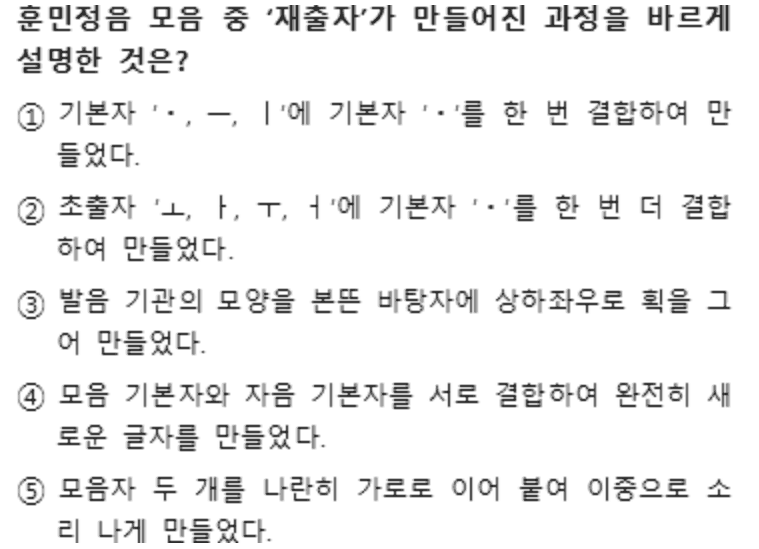 훈민정음 모음 중 ‘재출자’가 만들어진 과정을 바르게
설명한 것은?
① 기본자 ‘ㆍ, ㅡ, ㅣ’에 기본자 ‘ㆍ’를 한 번 결합하여 만
들었다.
② 초출자 ‘ㅗ, ㅏ, ㅜ, ㅓ’에 기본자 ‘ㆍ’를 한 번 더 결합
하여 만들었다.
③ 발음 기관의 모양을 본뜬 바탕자에 상하좌우로 획을 그
어 만들었다.
④ 모음 기본자와 자음 기본자를 서로 결합하여 완전히 새
로운 글자를 만들었다.
⑤ 모음자 두 개를 나란히 가로로 이어 붙여 이중으로 소
리 나게 만들었다.